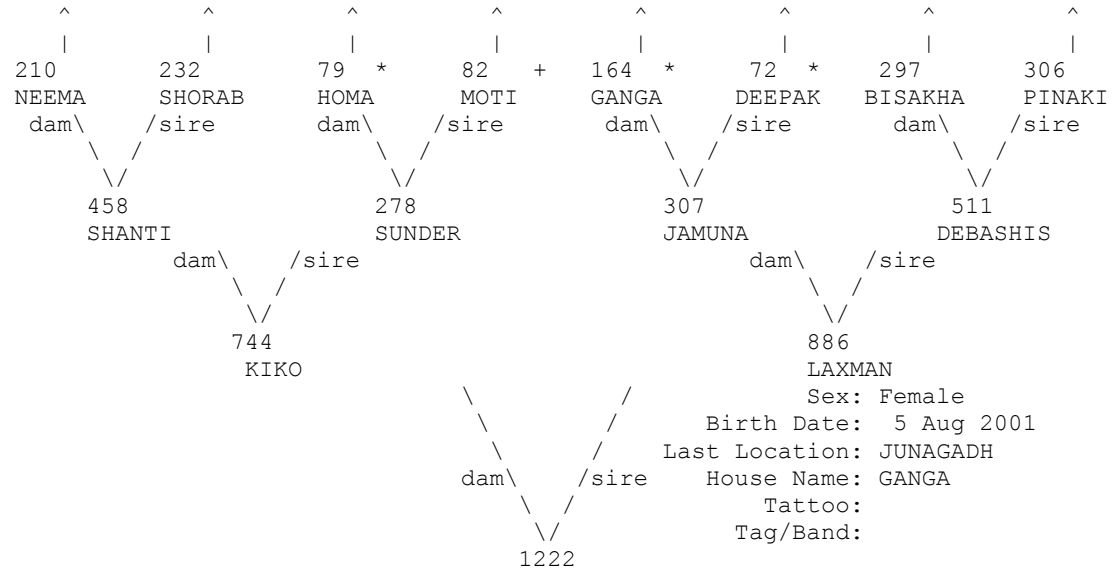 ^ ^ ^ ^ ^ ^ ^ ^
| | | | | | | |
210 232 79 * 82 + 164 * 72 * 297 306
NEEMA SHORAB HOMA MOTI GANGA DEEPAK BISAKHA PINAKI
dam\ /sire dam\ /sire dam\ /sire dam\ /sire
\ / \ / \ / \ /
\/ \/ \/ \/
458 278 307 511
SHANTI SUNDER JAMUNA DEBASHIS
dam\ /sire dam\ /sire
\ / \ /
\/ \/
744 886
KIKO LAXMAN
\ / Sex: Female
\ / Birth Date: 5 Aug 2001
\ / Last Location: JUNAGADH
dam\ /sire House Name: GANGA
\ / Tattoo:
\/ Tag/Band:
1222